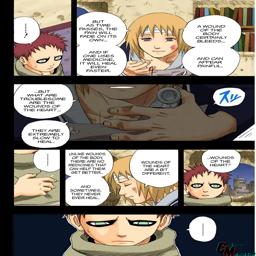 A WOUND
OF THE
BODY
CERTAINLY
BLEEDS...
AND CAN
APPEAR
PAINFUL.
BUT AS
TIME PASSES,
THE PAIN
WILL FADE
ON ITS
OWN...
AND IF
ONE USES
MEDICINE,
IT WILL HEAL
EVEN
FASTER.
...BUT
WHAT ARE
TROUBLESOME
ARE THE
WOUNDS OF
THE HEART...
THEY ARE
EXTREMELY
SLOW TO
HEAL.
...WOUNDS
OF THE
HEART?
WOUNDS OF
THE HEART
ARE A BIT
DIFFERENT.
UNLIKE WOUNDS
OF THE BODY,
THERE ARE NO
MEDICINES
THAT CAN HELP
THEM GET
BETTER...
AND
SOMETIMES,
THEY NEVER
EVER HEAL.